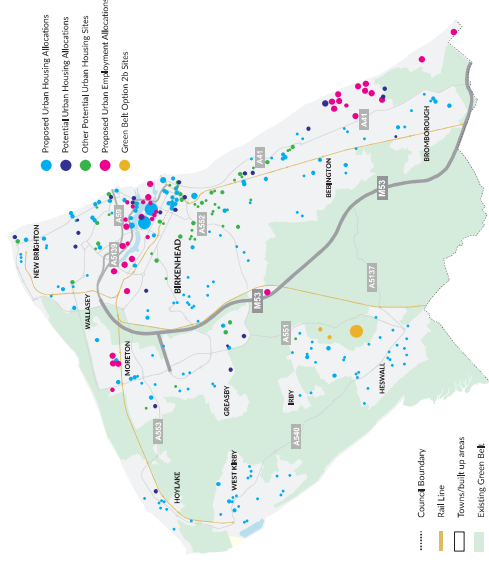 Proposed Urban Housing Allocations
Potential Urban Housing Allocations
Other Potential Urban Housing Sites
Proposed Urban Employment Allocations
Green Belt Option 2b Sites
NEW BRIGHTON
WALLASEY
BIRKENHEAD
MORETON
HOYLAKE
WEST KIRBY
GREASBY
IRBY
HESWALL
BEBINGTON
BROMBOROUGH
A59
A5139
A552
A41
A41
M53
M53
A5137
A551
A553
A540
Council Boundary
Rail Line
Towns/built up areas
Existing Green Belt